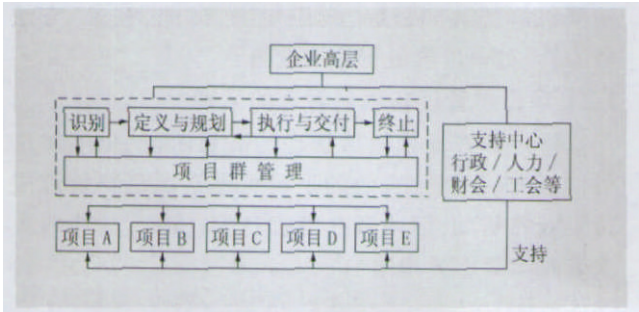 企业高层
识别
定义与规划
执行与交付
终止
项目群管理
支持中心
行政/人力/
财会/工会等
项目A
项目B
项目C
项目D
项目E
支持